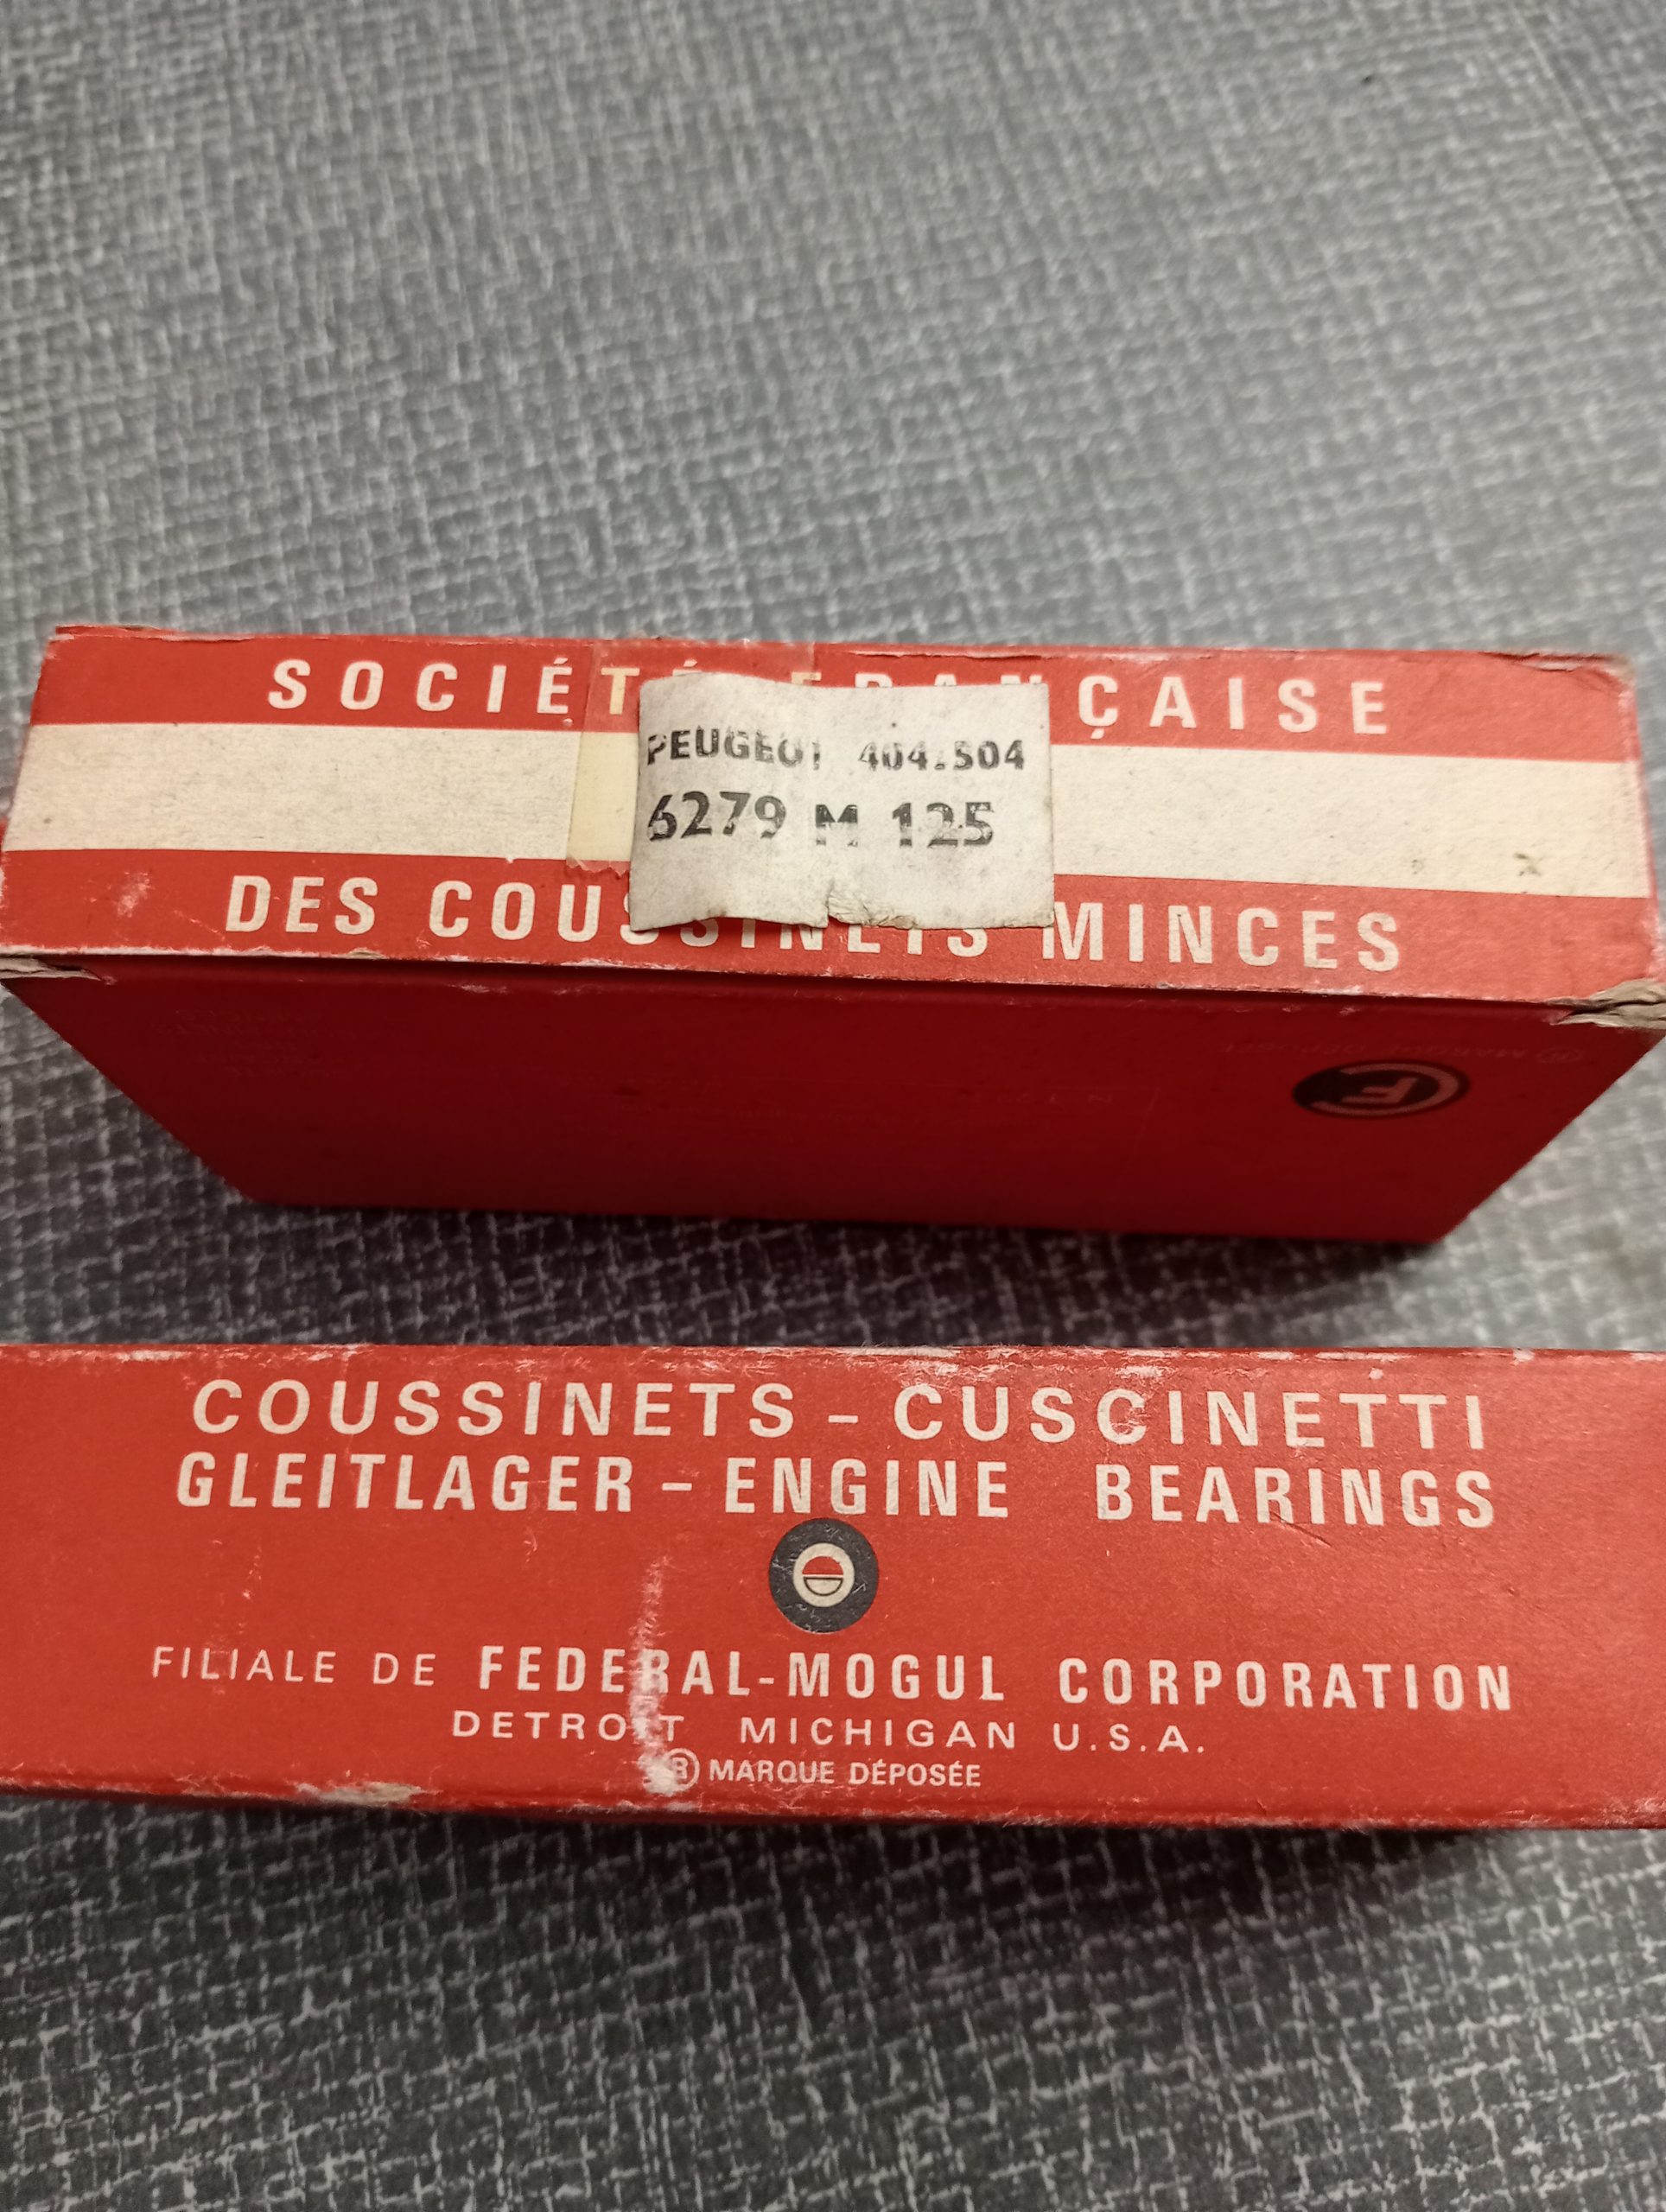 SOCIÉTÉ FRANÇAISE
PEUGEOT 404.504
6279 M 125
DES COUSSINETS MINCES
F
COUSSINETS - CUSCINETTI
GLEITLAGER - ENGINE BEARINGS
FILIALE DE FEDERAL-MOGUL CORPORATION
DETROIT MICHIGAN U.S.A.
® MARQUE DÉPOSÉE